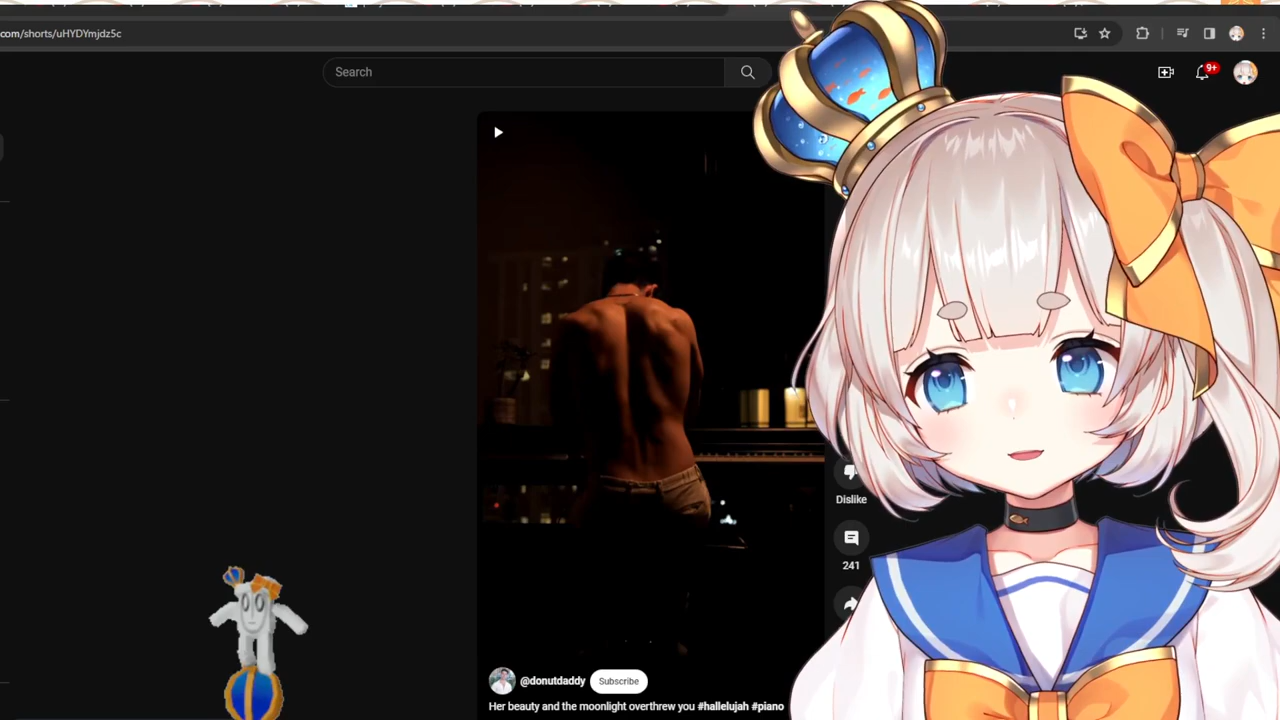 com/shorts/uHYDYmjdz5c
Search
9+
Dislike
241
@donutdaddy
Subscribe
Her beauty and the moonlight overthrew you #hallelujah #piano